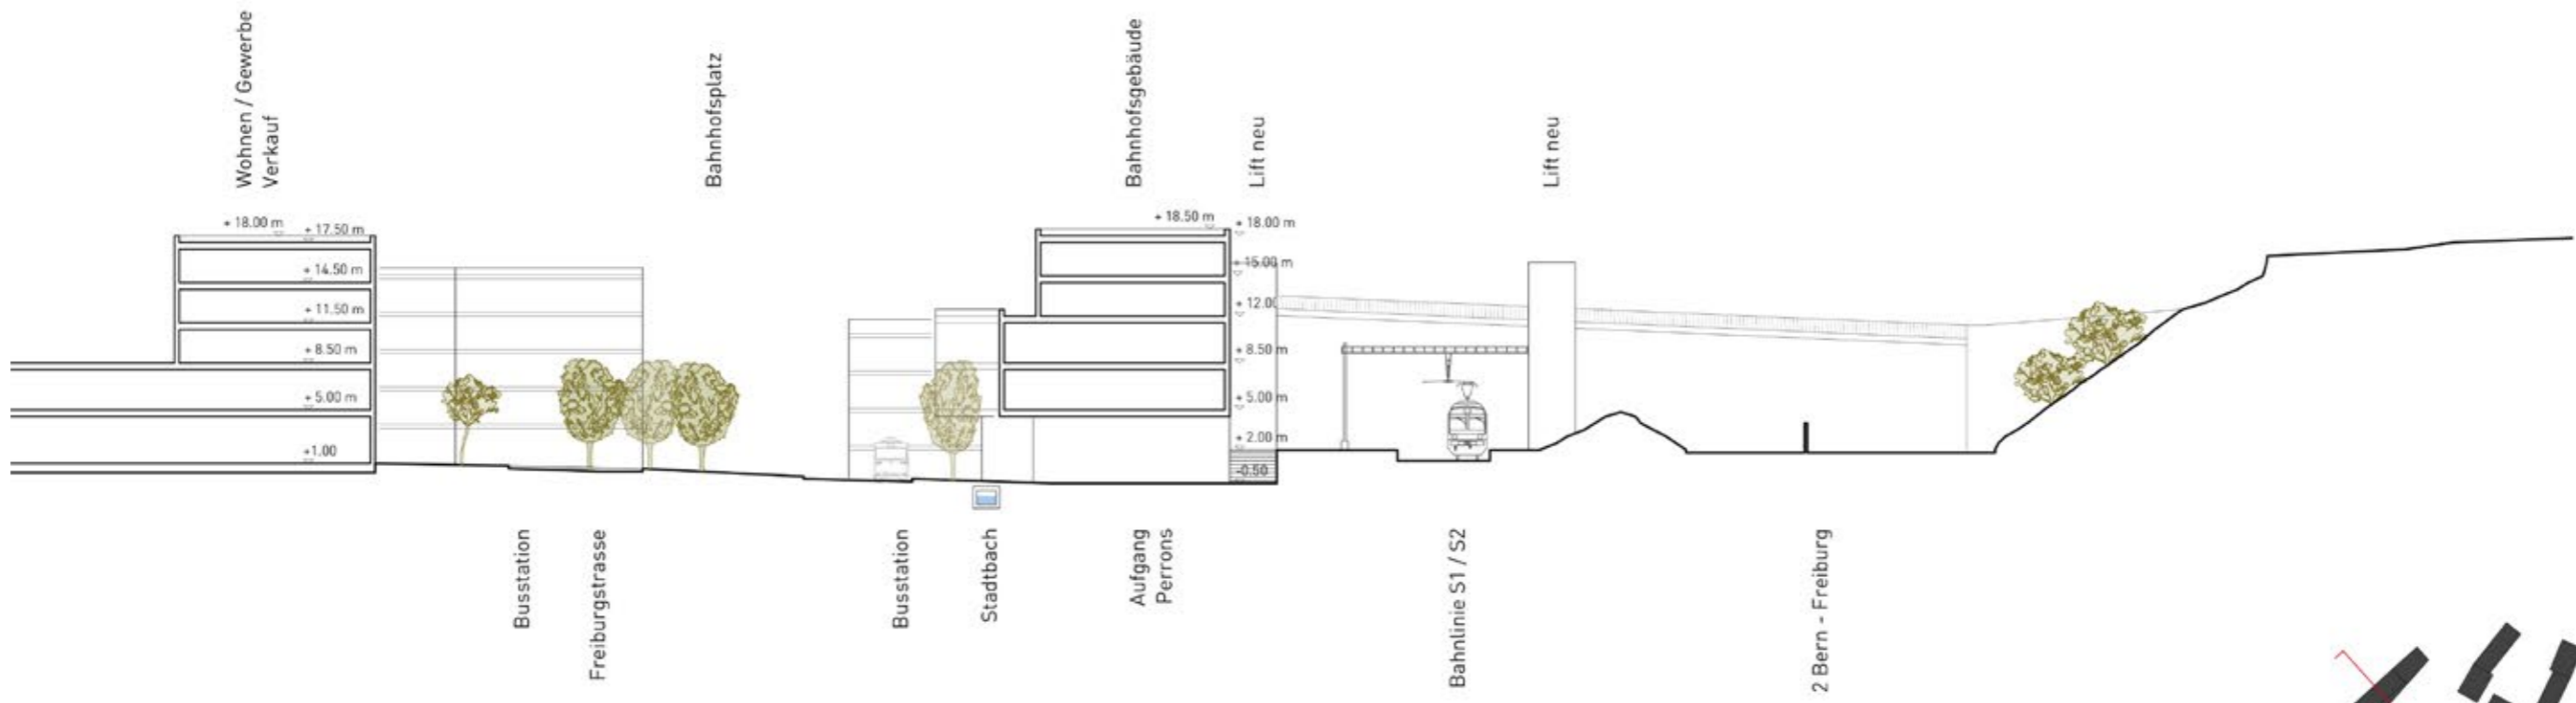 Wohnen / Gewerbe
Verkauf
Bahnhofsplatz
Bahnhofsgebäude
Lift neu
Lift neu
+ 18.00 m
+ 17.50 m
+ 14.50 m
+ 11.50 m
+ 8.50 m
+ 5.00 m
+1.00
+ 18.50 m
+ 18.00 m
+ 15.00 m
+ 12.00
+ 8.50 m
+ 5.00 m
+ 2.00 m
-0.50
Busstation
Freiburgstrasse
Busstation
Stadtbach
Aufgang
Perrons
Bahnlinie S1 / S2
2 Bern - Freiburg